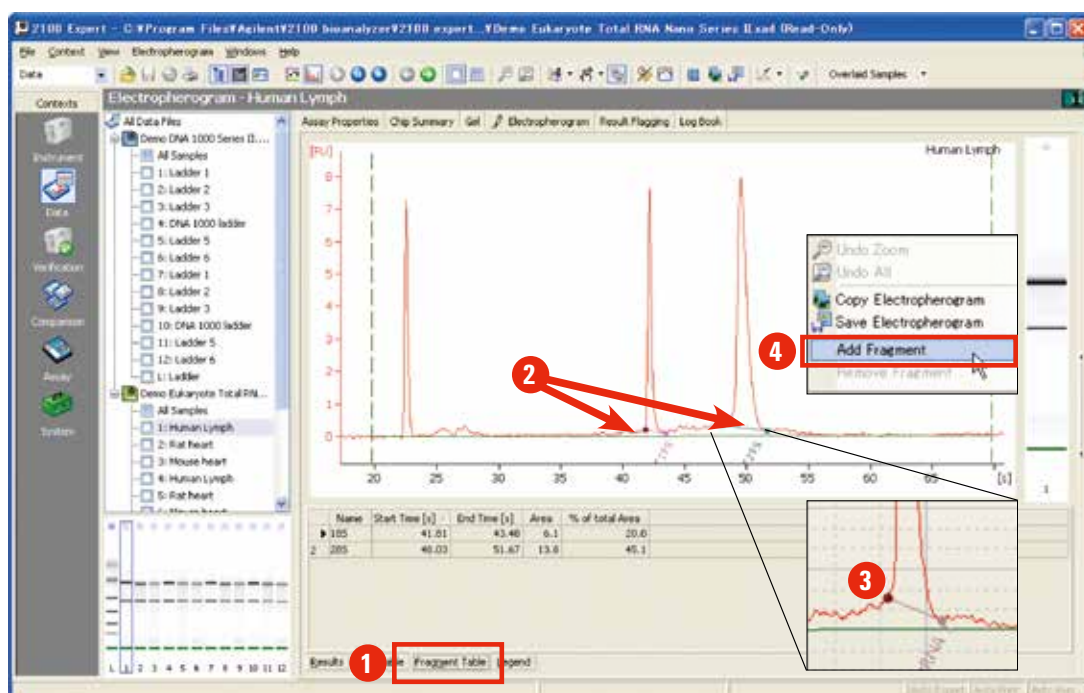 2100 Expert - C:¥Program Files¥Agilent¥2100 bioanalyzer¥2100 expert...¥Demo Eukaryote Total RNA Nano Series II.xad (Read-Only)
File Context View Electropherogram Windows Help
Data
Overlaid Samples
Contexts
Electropherogram - Human Lymph
Instrument
Data
Verification
Comparison
Assay
System
All Data Files
Demo DNA 1000 Series II....
All Samples
1: Ladder 1
2: Ladder 2
3: Ladder 3
4: DNA 1000 ladder
5: Ladder 5
6: Ladder 6
7: Ladder 1
8: Ladder 2
9: Ladder 3
10: DNA 1000 ladder
11: Ladder 5
12: Ladder 6
L: Ladder
Demo Eukaryote Total RN...
All Samples
1: Human Lymph
2: Rat heart
3: Mouse heart
4: Human Lymph
5: Rat heart
L 1 2 3 4 5 6 7 8 9 10 11 12
Assay Properties Chip Summary Gel Electropherogram Result Flagging Log Book
[FU]
Human Lymph
8
7
6
5
4
3
2
1
0
20 25 30 35 40 45 50 55 60 65 [s]
2
Undo Zoom
Undo All
Copy Electropherogram
Save Electropherogram
4
Add Fragment
Remove Fragment...
1
3
Name Start Time [s] End Time [s] Area % of total Area
18S 41.81 43.48 6.1 20.0
2 28S 48.03 51.67 13.8 45.1
1
Results Fragment Table Legend